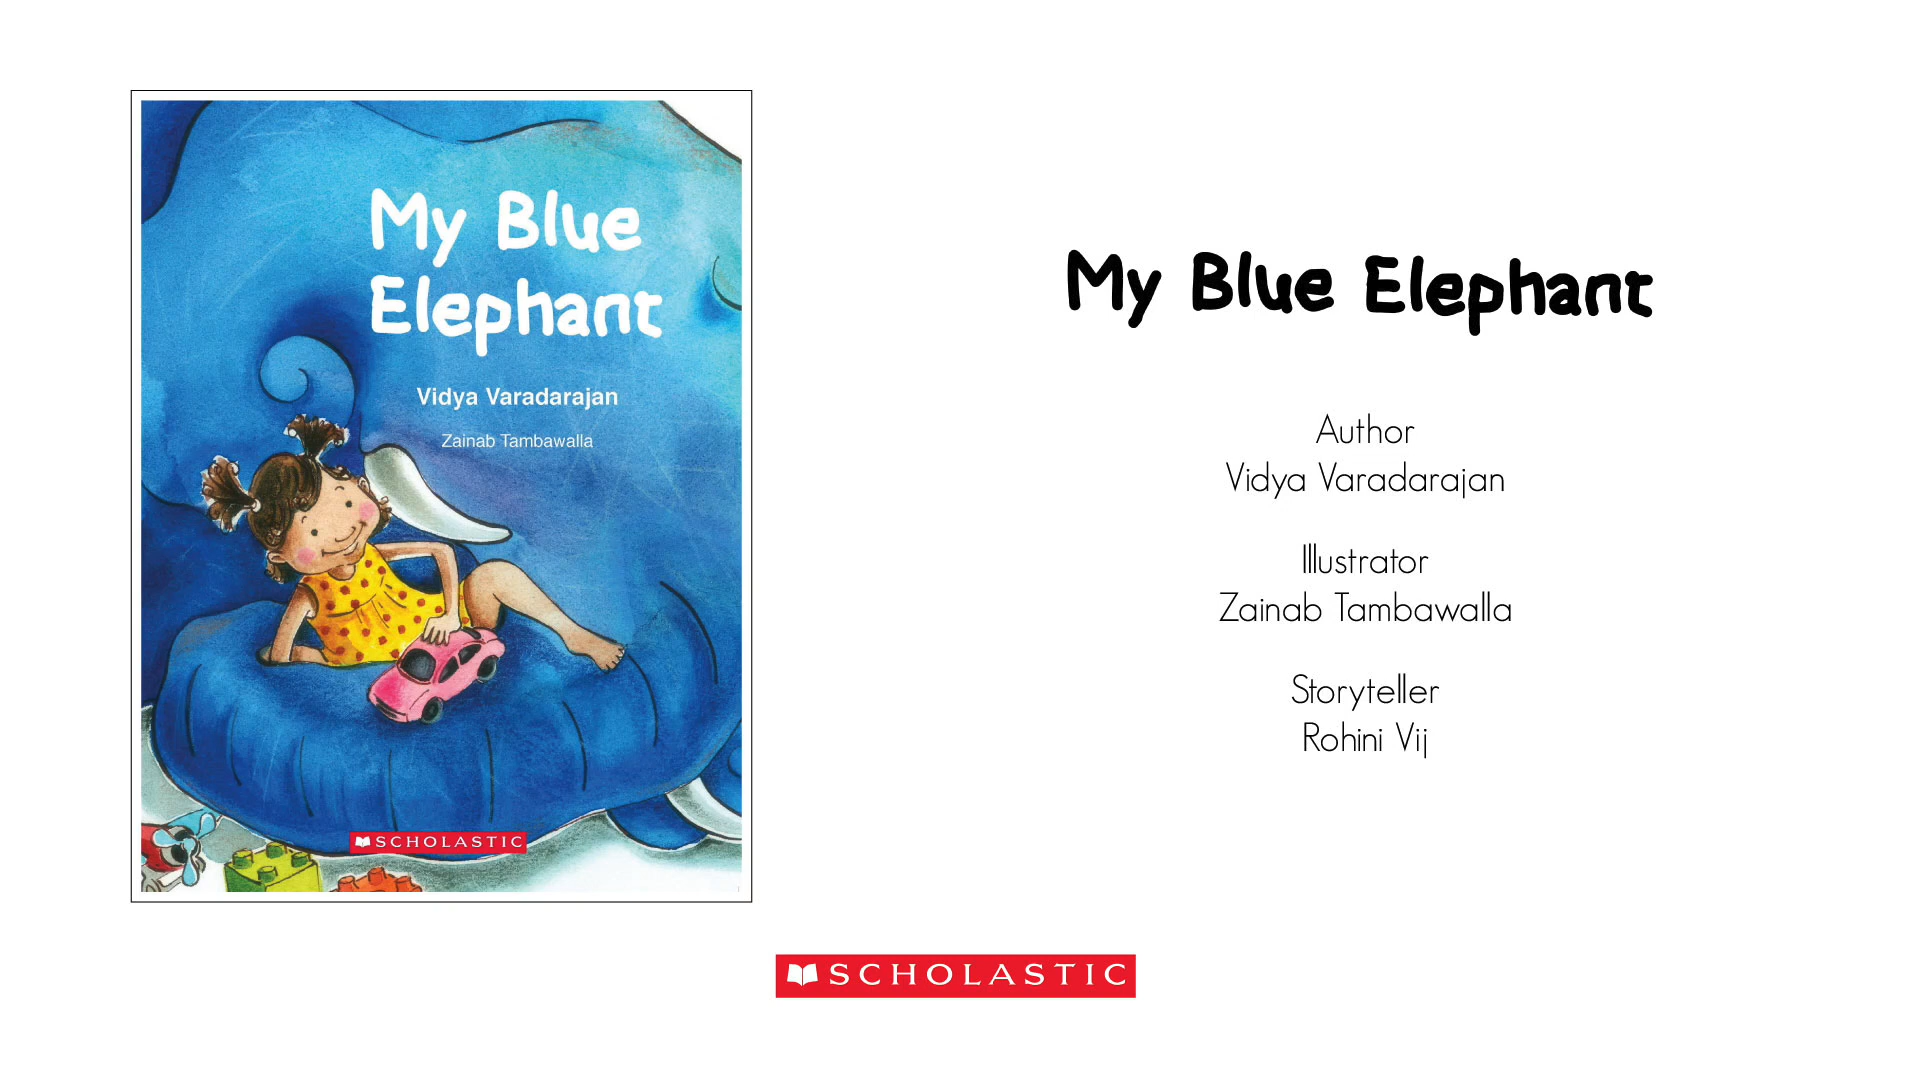 My Blue
Elephant
Vidya Varadarajan
Zainab Tambawalla
SCHOLASTIC
My Blue Elephant
Author
Vidya Varadarajan
Illustrator
Zainab Tambawalla
Storyteller
Rohini Vij
SCHOLASTIC